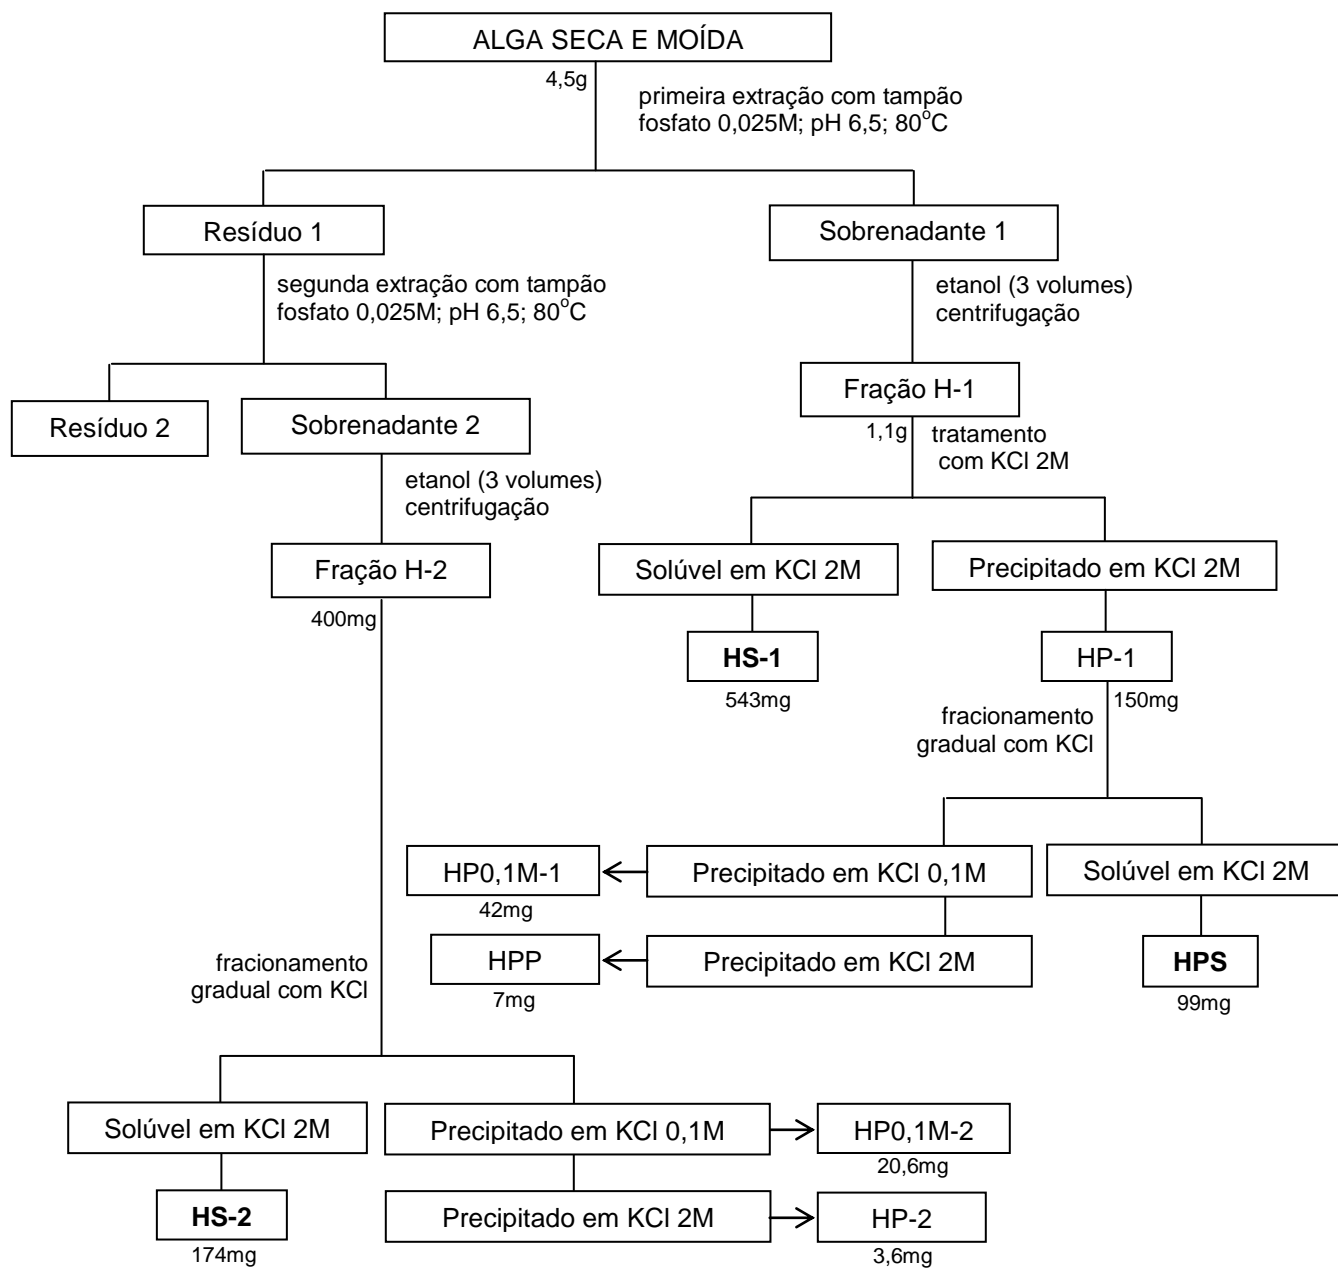 ALGA SECA E MOÍDA
4,5g
primeira extração com tampão
fosfato 0,025M; pH 6,5; 80°C
Resíduo 1
Sobrenadante 1
segunda extração com tampão
fosfato 0,025M; pH 6,5; 80°C
etanol (3 volumes)
centrifugação
Resíduo 2
Sobrenadante 2
Fração H-1
1,1g
tratamento
com KCl 2M
etanol (3 volumes)
centrifugação
Fração H-2
400mg
Solúvel em KCl 2M
Precipitado em KCl 2M
HS-1
543mg
HP-1
150mg
fracionamento
gradual com KCl
HP0,1M-1
42mg
Precipitado em KCl 0,1M
Solúvel em KCl 2M
HPP
7mg
Precipitado em KCl 2M
HPS
99mg
fracionamento
gradual com KCl
Solúvel em KCl 2M
Precipitado em KCl 0,1M
HP0,1M-2
20,6mg
HS-2
174mg
Precipitado em KCl 2M
HP-2
3,6mg